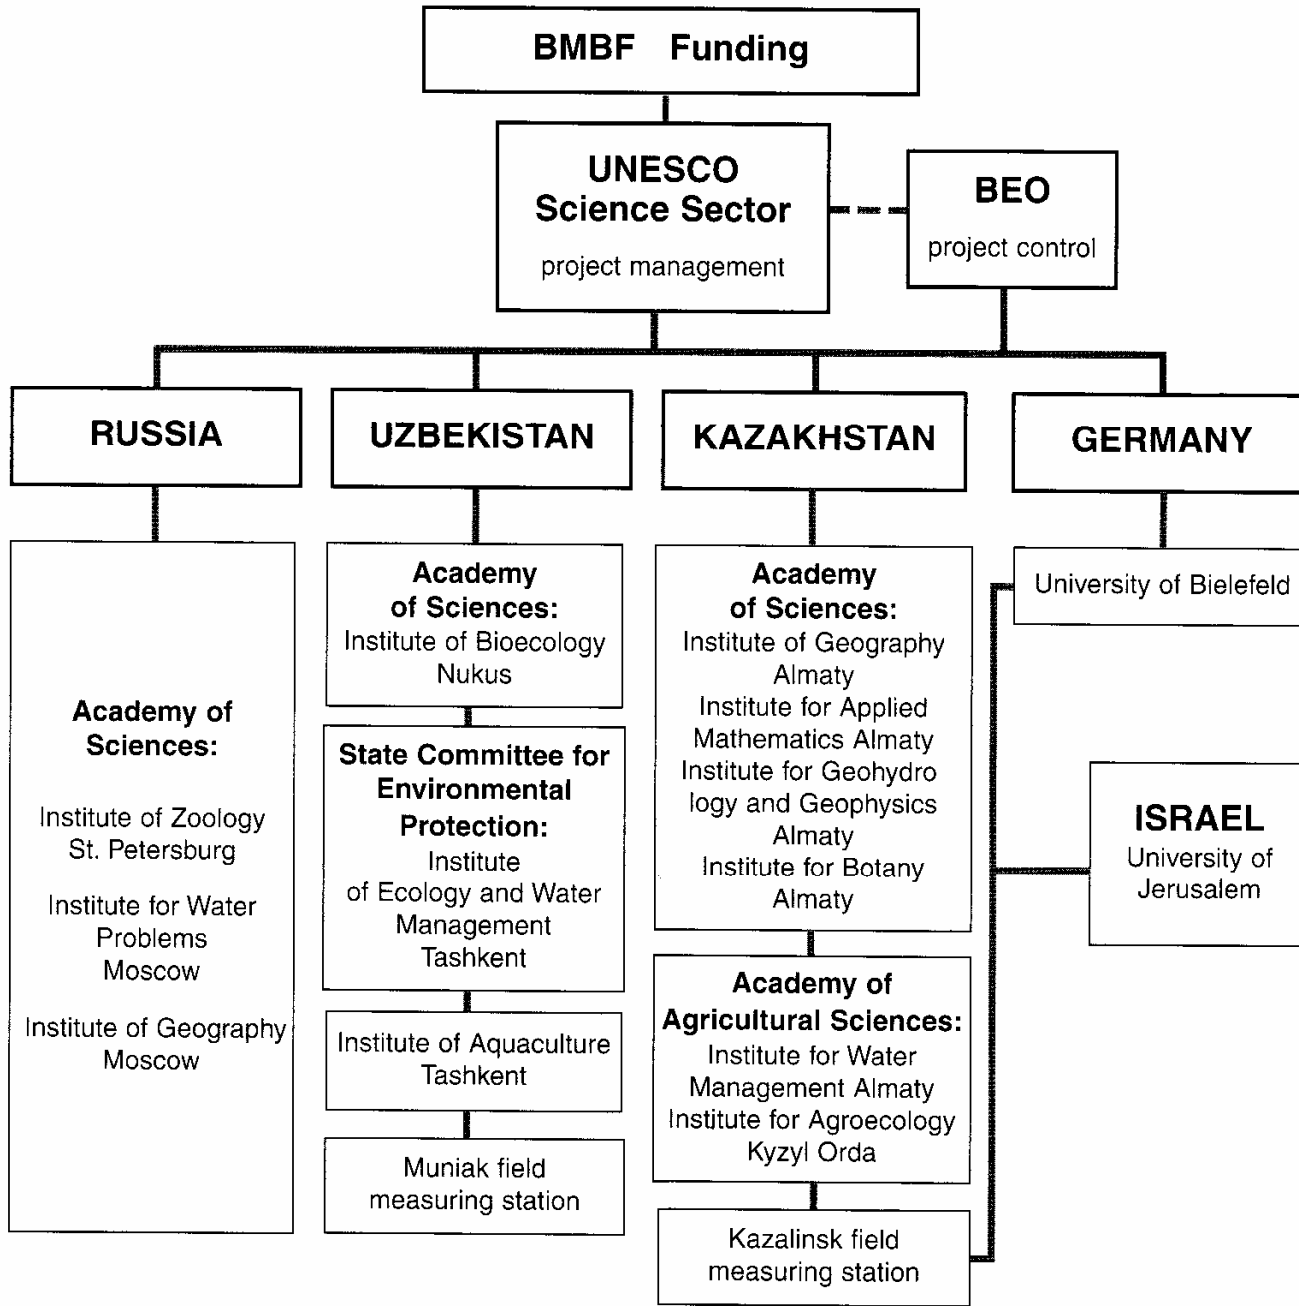 BMBF Funding
UNESCO
Science Sector
project management
BEO
project control
RUSSIA
UZBEKISTAN
KAZAKHSTAN
GERMANY
Academy of
Sciences:
Institute of Zoology
St. Petersburg
Institute for Water
Problems
Moscow
Institute of Geography
Moscow
Academy
of Sciences:
Institute of Bioecology
Nukus
State Committee for
Environmental
Protection:
Institute
of Ecology and Water
Management
Tashkent
Institute of Aquaculture
Tashkent
Muniak field
measuring station
Academy
of Sciences:
Institute of Geography
Almaty
Institute for Applied
Mathematics Almaty
Institute for Geohydro
logy and Geophysics
Almaty
Institute for Botany
Almaty
Academy of
Agricultural Sciences:
Institute for Water
Management Almaty
Institute for Agroecology
Kyzyl Orda
Kazalinsk field
measuring station
University of Bielefeld
ISRAEL
University of
Jerusalem